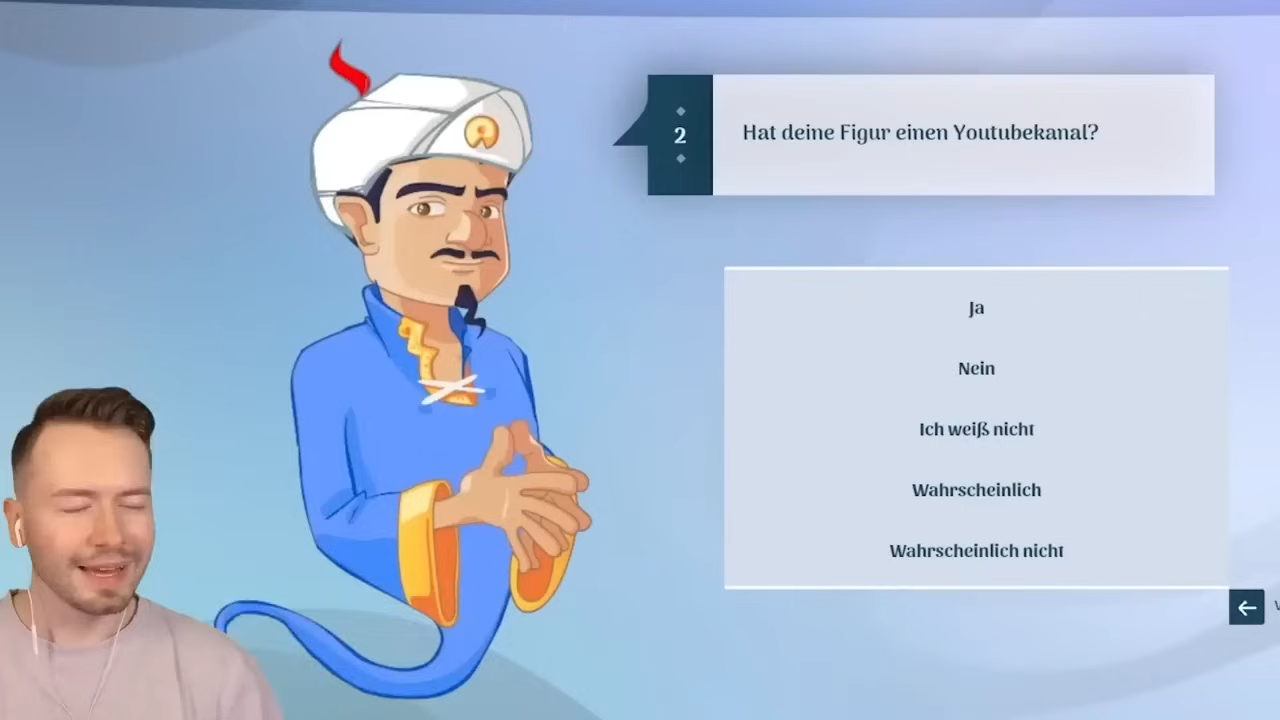 2
Hat deine Figur einen Youtubekanal?
Ja
Nein
Ich weiß nicht
Wahrscheinlich
Wahrscheinlich nicht